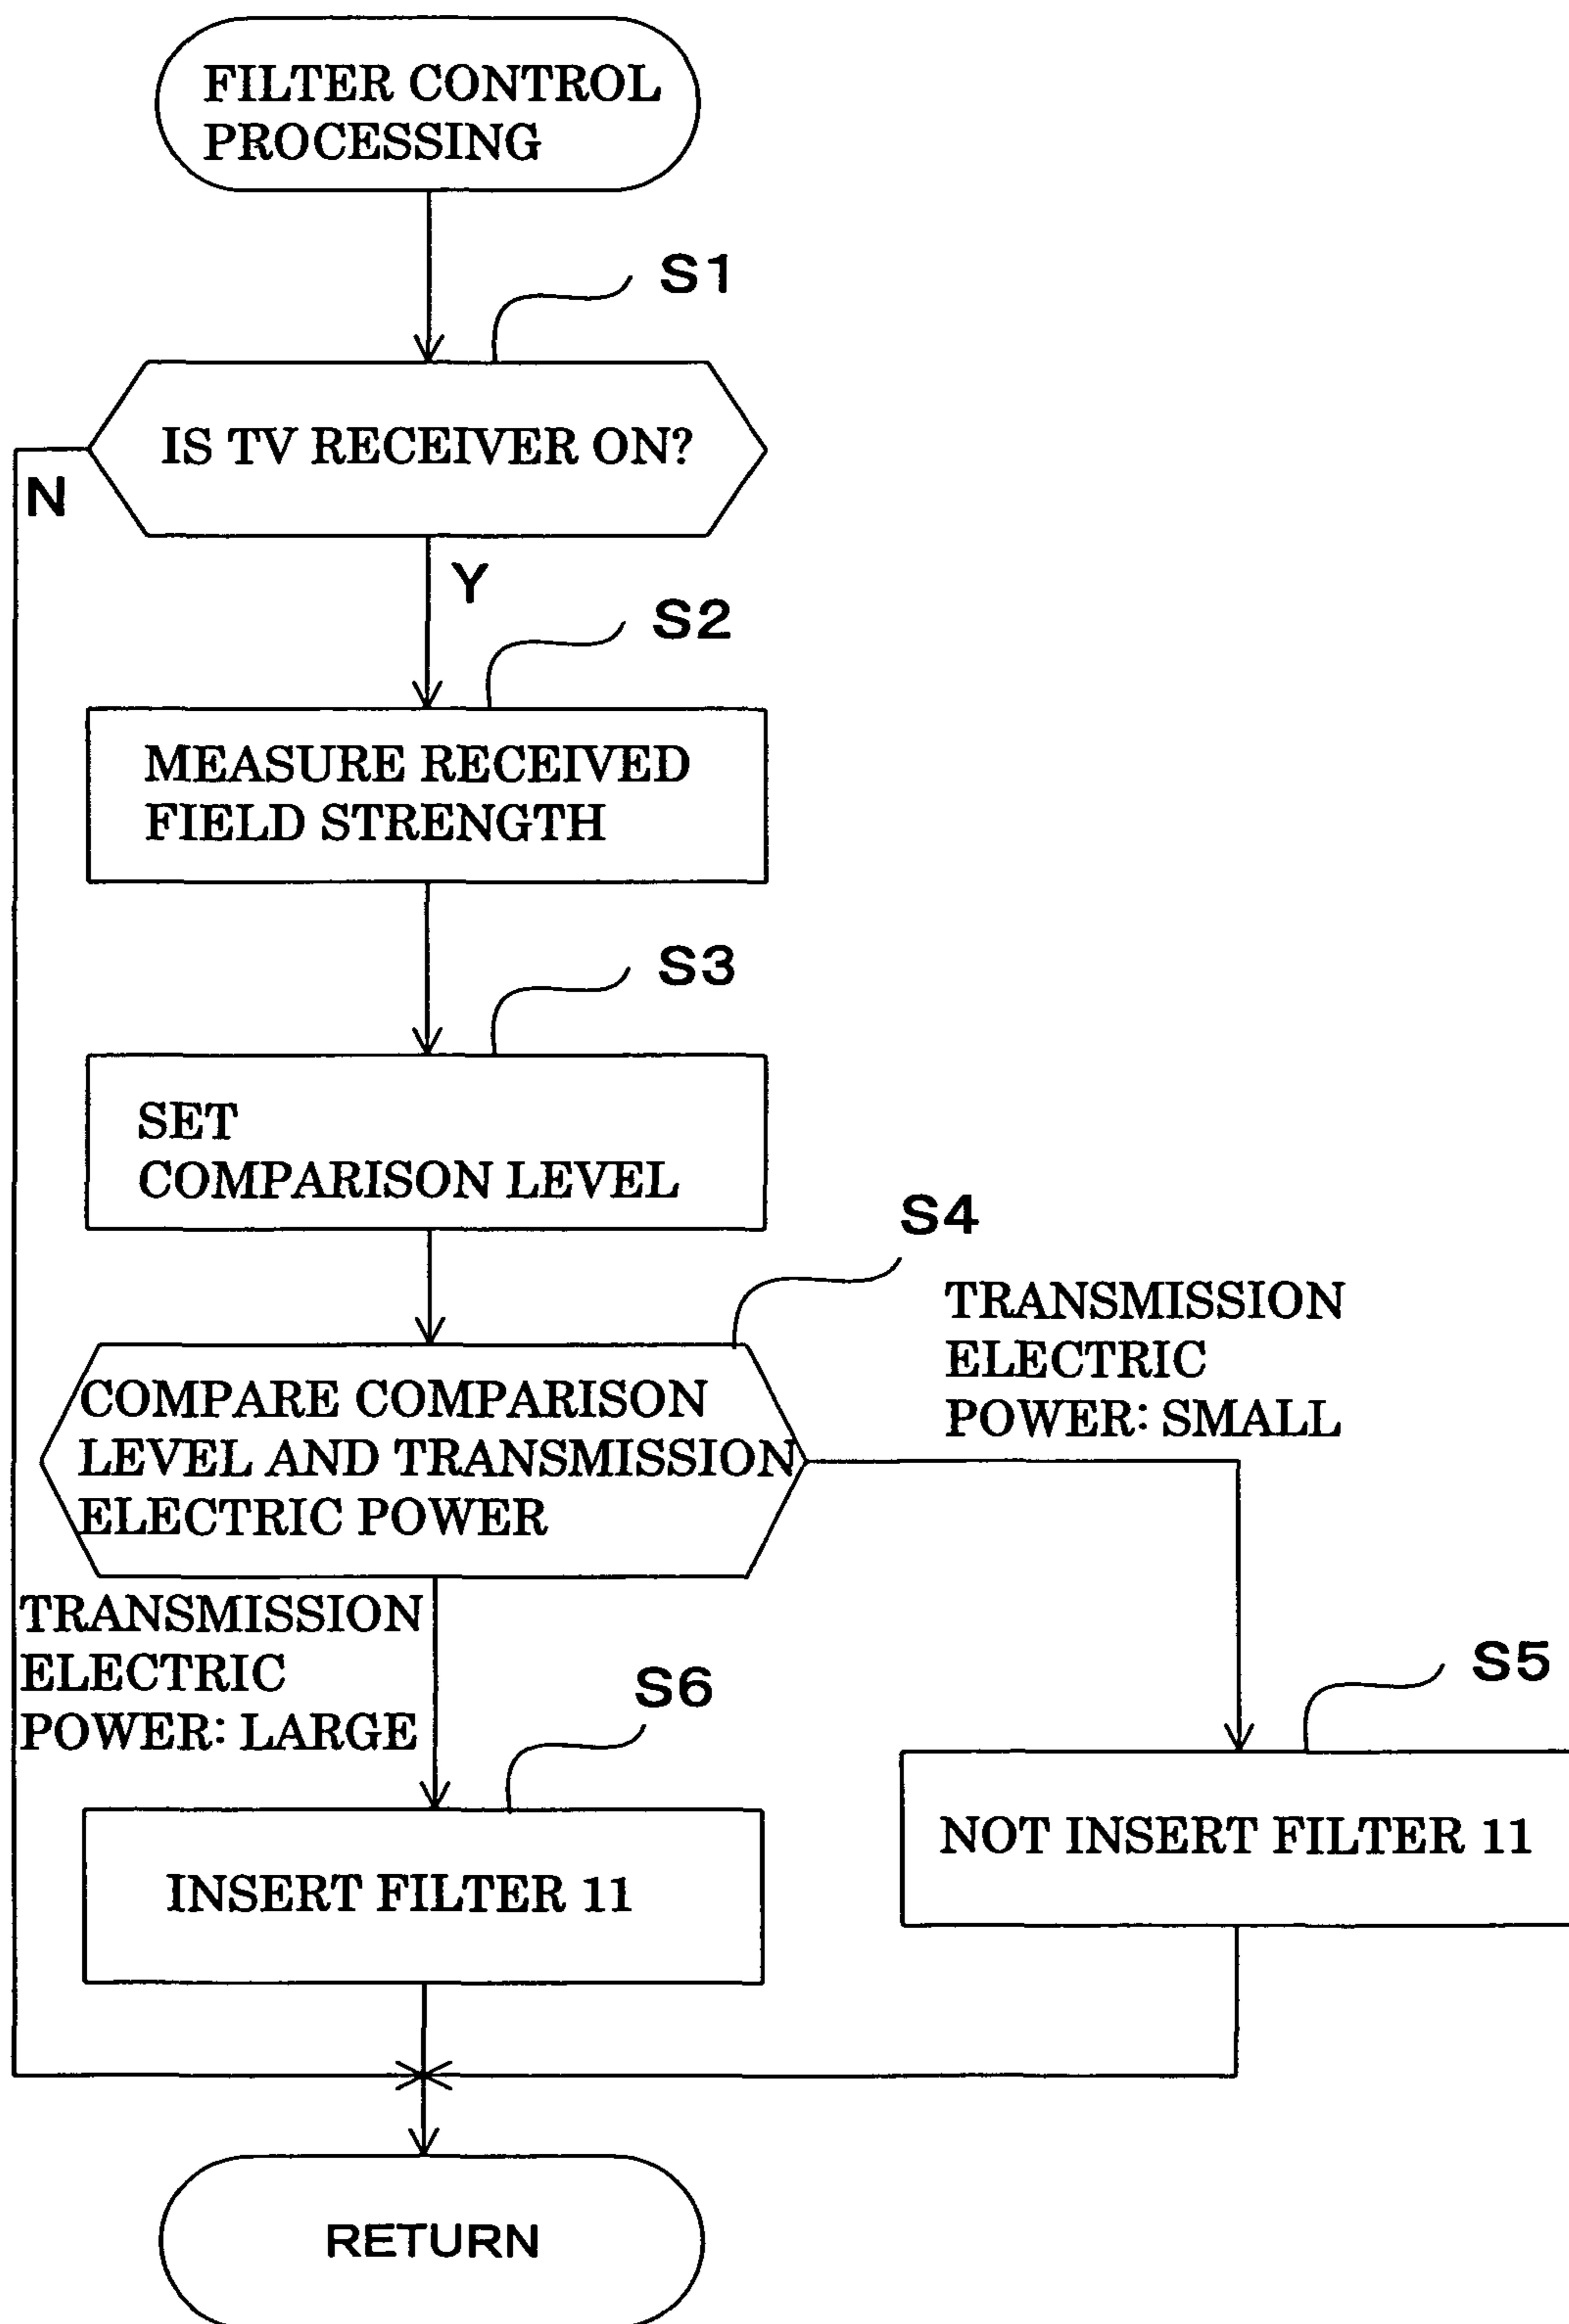 FILTER CONTROL
PROCESSING
S1
IS TV RECEIVER ON?
N
Y
S2
MEASURE RECEIVED
FIELD STRENGTH
S3
SET
COMPARISON LEVEL
S4
COMPARE COMPARISON
LEVEL AND TRANSMISSION
ELECTRIC POWER
TRANSMISSION
ELECTRIC
POWER: SMALL
TRANSMISSION
ELECTRIC
POWER: LARGE
S6
INSERT FILTER 11
S5
NOT INSERT FILTER 11
RETURN